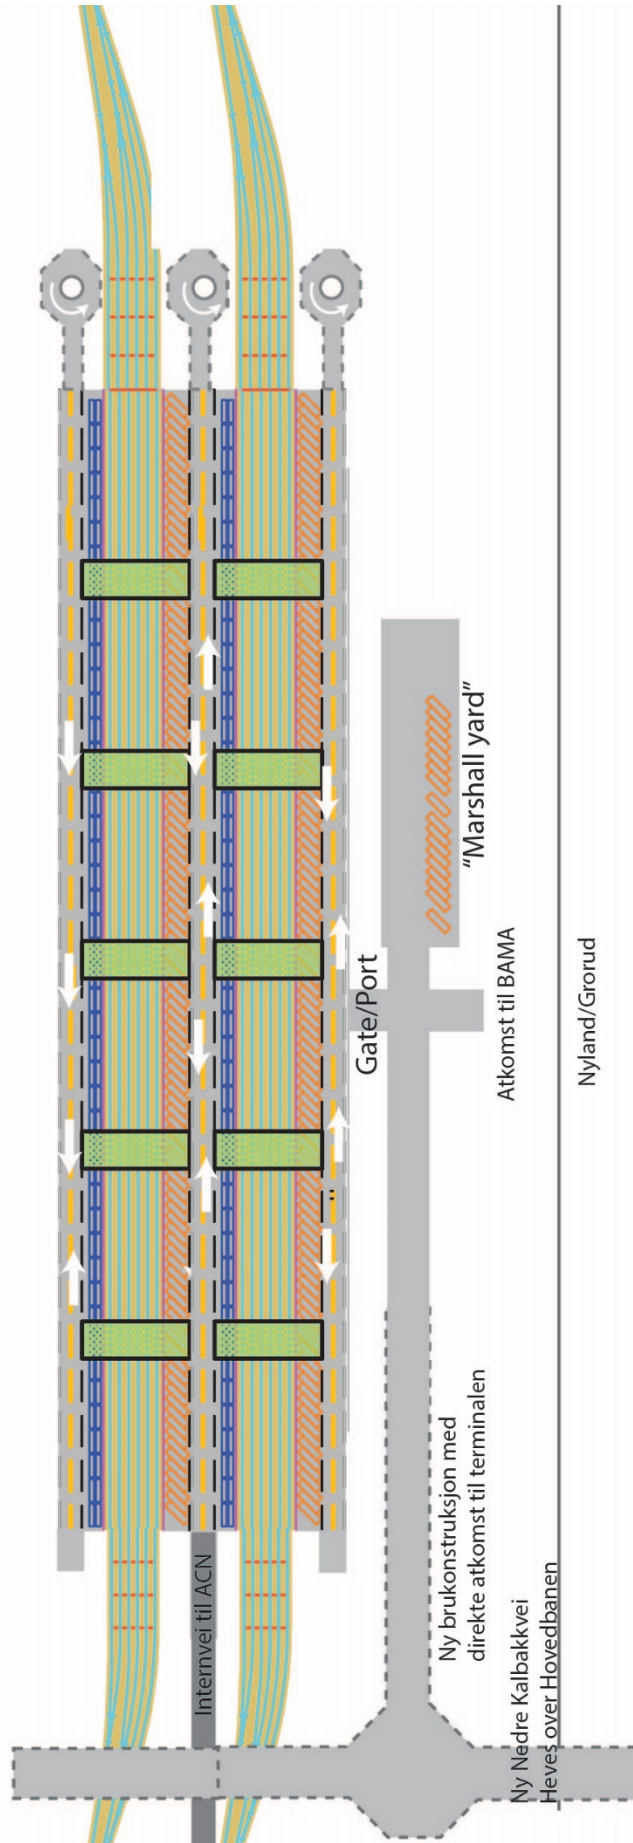 "Marshall yard"
Gate/Port
Atkomst til BAMA
Nyland/Grorud
Ny brukonstruksjon med
direkte atkomst til terminalen
Internvei til ACN
Ny Nedre Kalbakkvei
Heves over Hovedbanen